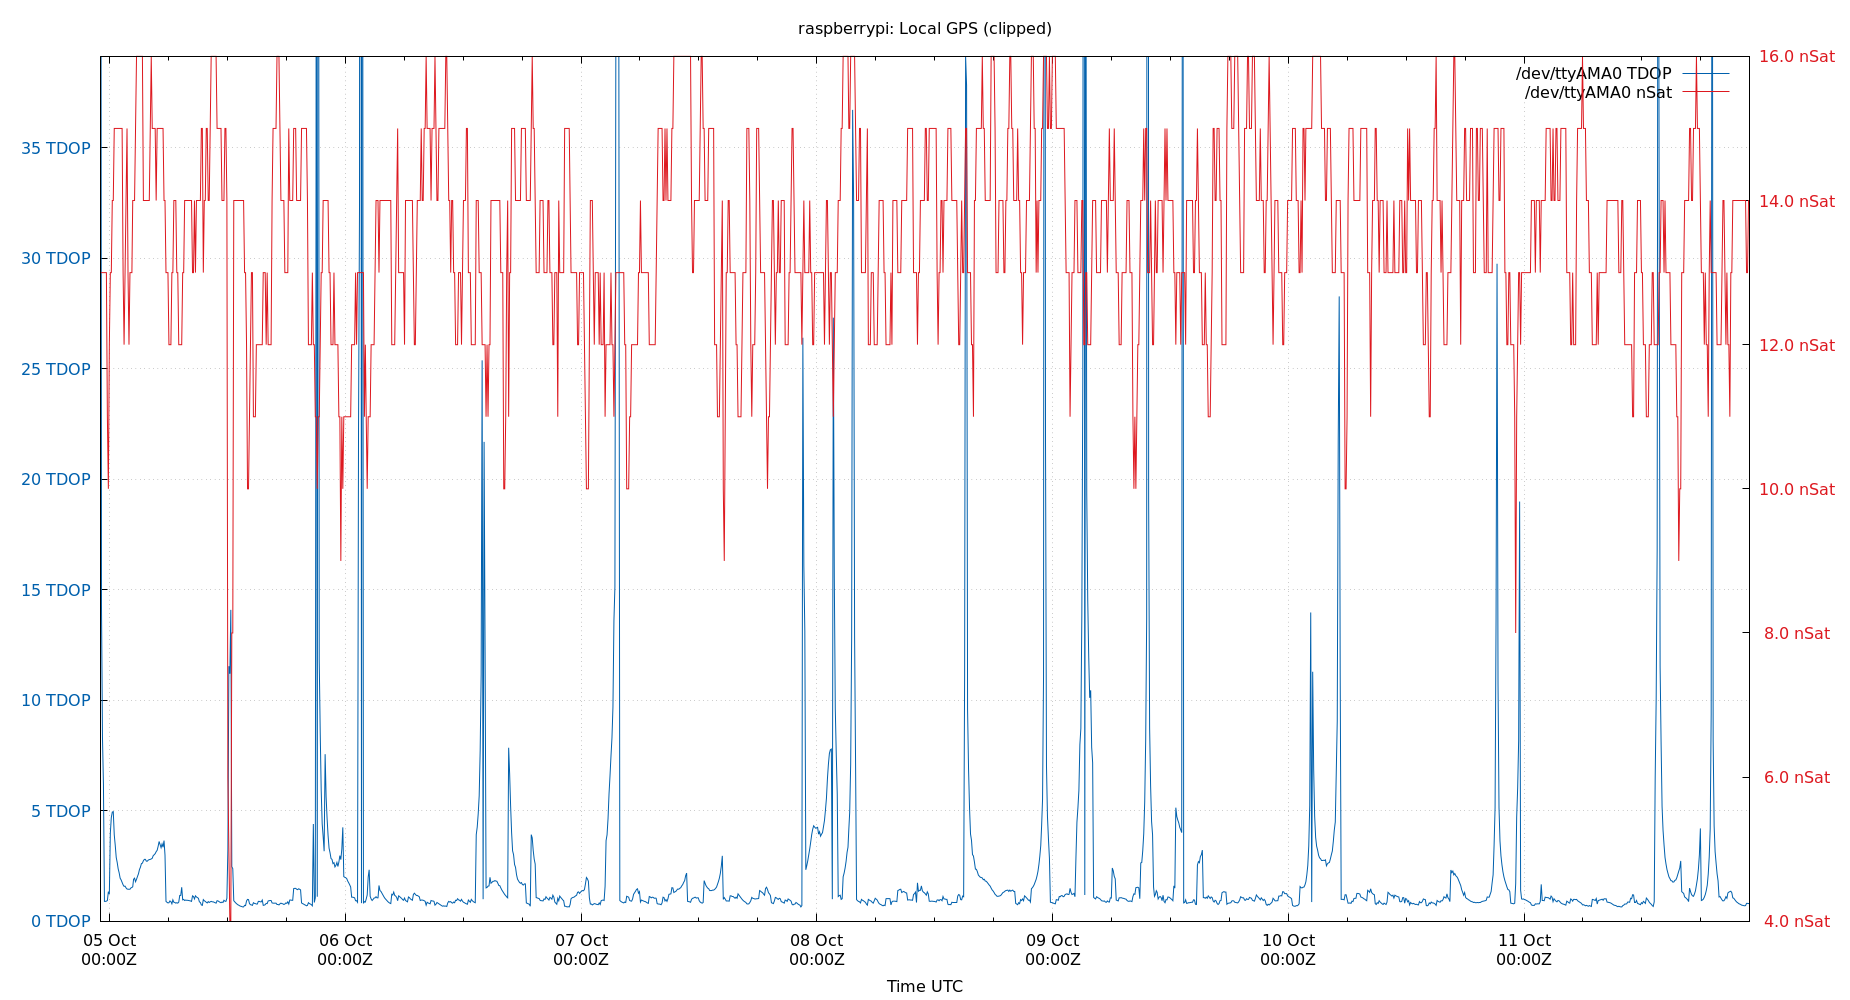 raspberrypi: Local GPS (clipped)
/dev/ttyAMA0 TDOP
/dev/ttyAMA0 nSat
35 TDOP
30 TDOP
25 TDOP
20 TDOP
15 TDOP
10 TDOP
5 TDOP
0 TDOP
16.0 nSat
14.0 nSat
12.0 nSat
10.0 nSat
8.0 nSat
6.0 nSat
4.0 nSat
05 Oct
00:00Z
06 Oct
00:00Z
07 Oct
00:00Z
08 Oct
00:00Z
09 Oct
00:00Z
10 Oct
00:00Z
11 Oct
00:00Z
Time UTC